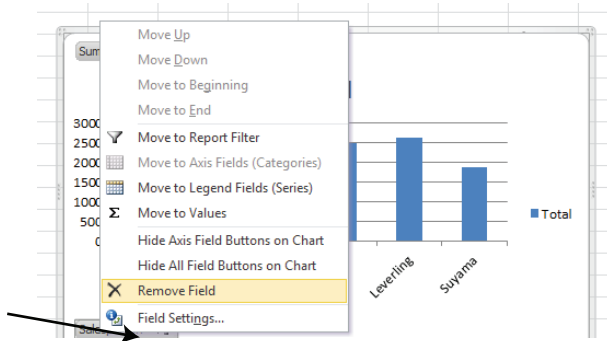 Move Up
Sum
Move Down
Move to Beginning
Move to End
3000
Move to Report Filter
2500
2000
Move to Axis Fields (Categories)
1500
Move to Legend Fields (Series)
1000
Move to Values
500
Total
Hide Axis Field Buttons on Chart
0
Hide All Field Buttons on Chart
Leverling
Suyama
Remove Field
Field Settings...